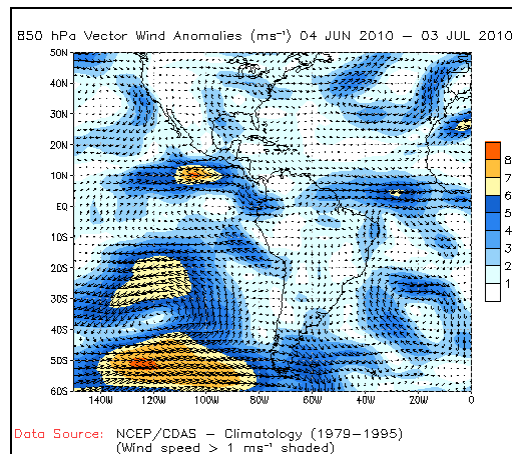 850 hPa Vector Wind Anomalies (ms⁻¹) 04 JUN 2010 – 03 JUL 2010
50N
40N
30N
20N
10N
EQ
10S
20S
30S
40S
50S
60S
140W 120W 100W 80W 60W 40W 20W 0
8
7
6
5
4
3
2
1
Data Source: NCEP/CDAS – Climatology (1979–1995)
(Wind speed > 1 ms⁻¹ shaded)